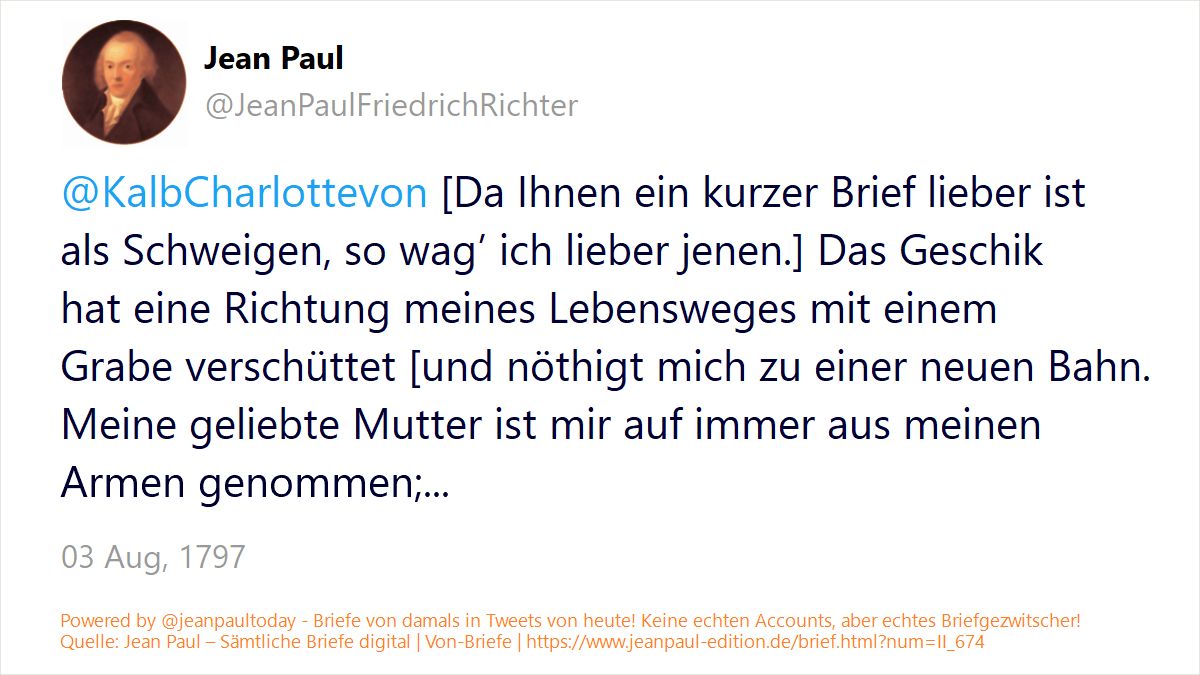 Jean Paul
@JeanPaulFriedrichRichter
@KalbCharlottevon [Da Ihnen ein kurzer Brief lieber ist
als Schweigen, so wag’ ich lieber jenen.] Das Geschik
hat eine Richtung meines Lebensweges mit einem
Grabe verschüttet [und nöthigt mich zu einer neuen Bahn.
Meine geliebte Mutter ist mir auf immer aus meinen
Armen genommen;...
03 Aug, 1797
Powered by @jeanpaultoday - Briefe von damals in Tweets von heute! Keine echten Accounts, aber echtes Briefgezwitscher!
Quelle: Jean Paul – Sämtliche Briefe digital | Von-Briefe | https://www.jeanpaul-edition.de/brief.html?num=II_674